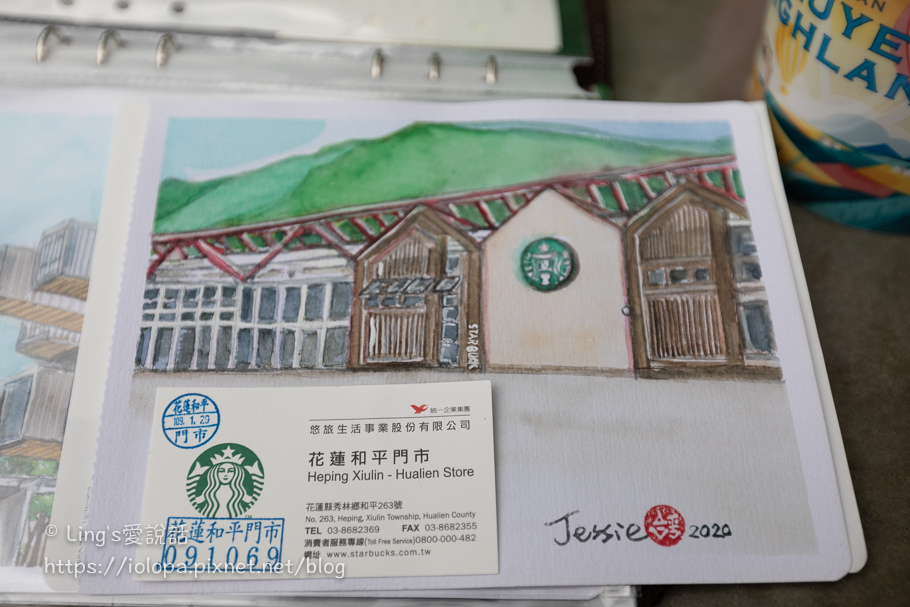 STARBUCK
花蓮和平
109. 1. 20
門市
統一企業集團
悠旅生活事業股份有限公司
花蓮和平門市
Heping Xiulin - Hualien Store
花蓮縣秀林鄉和平263號
No. 263, Heping, Xiulin Township, Hualien County
TEL 03-8682369 FAX 03-8682355
消費者服務專線(Toll Free Service)0800-000-482
網址 www.starbucks.com.tw
花蓮和平門市
091069
Jessie 2020
© Ling's愛說話
https://iolopa.pixnet.net/blog